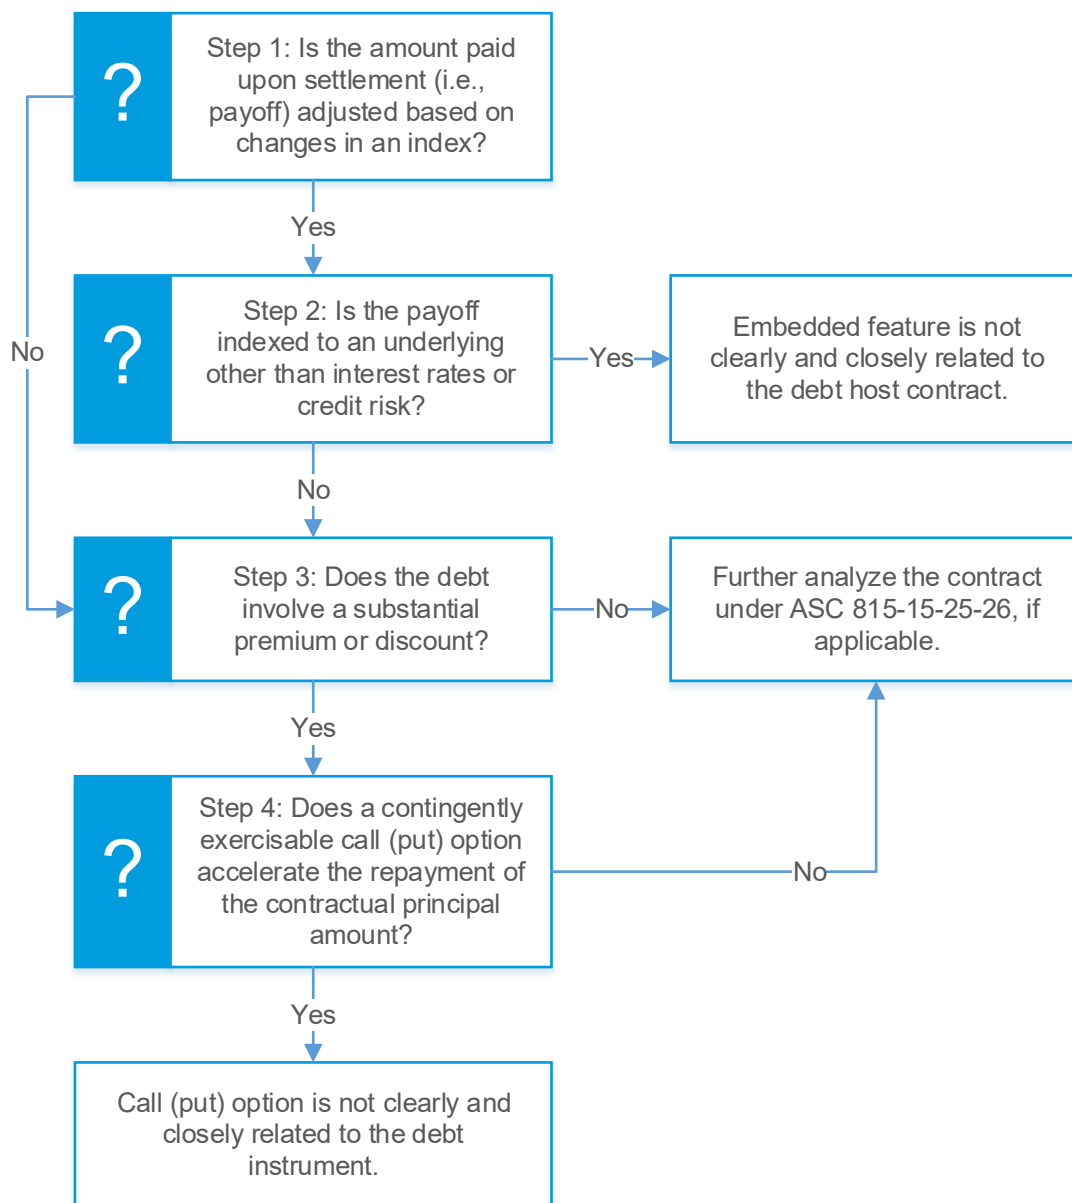 ?
Step 1: Is the amount paid
upon settlement (i.e.,
payoff) adjusted based on
changes in an index?
Yes
?
Step 2: Is the payoff
indexed to an underlying
other than interest rates or
credit risk?
Yes
Embedded feature is not
clearly and closely related to
the debt host contract.
No
No
?
Step 3: Does the debt
involve a substantial
premium or discount?
No
Further analyze the contract
under ASC 815-15-25-26, if
applicable.
Yes
?
Step 4: Does a contingently
exercisable call (put) option
accelerate the repayment of
the contractual principal
amount?
No
Yes
Call (put) option is not clearly and
closely related to the debt
instrument.